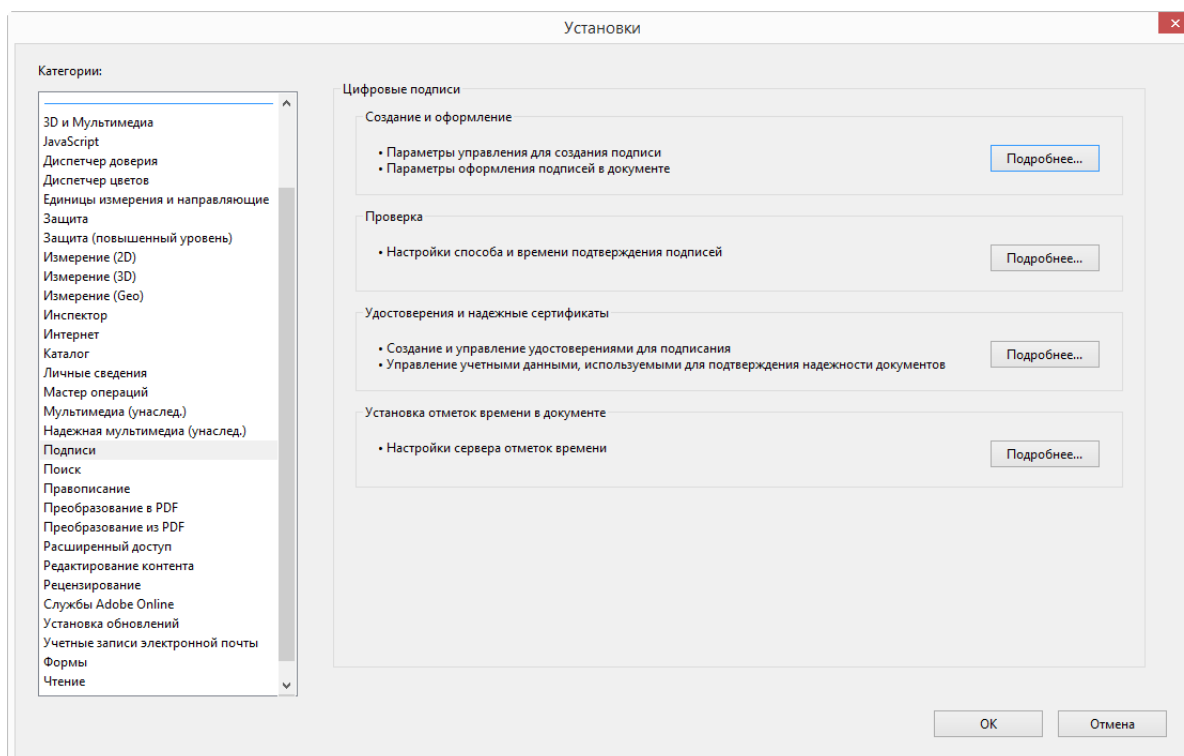 Установки
Категории:
3D и Мультимедиа
JavaScript
Диспетчер доверия
Диспетчер цветов
Единицы измерения и направляющие
Защита
Защита (повышенный уровень)
Измерение (2D)
Измерение (3D)
Измерение (Geo)
Инспектор
Интернет
Каталог
Личные сведения
Мастер операций
Мультимедиа (унаслед.)
Надежная мультимедиа (унаслед.)
Подписи
Поиск
Правописание
Преобразование в PDF
Преобразование из PDF
Расширенный доступ
Редактирование контента
Рецензирование
Службы Adobe Online
Установка обновлений
Учетные записи электронной почты
Формы
Чтение
Цифровые подписи
Создание и оформление
• Параметры управления для создания подписи
• Параметры оформления подписей в документе
Подробнее...
Проверка
• Настройки способа и времени подтверждения подписей
Подробнее...
Удостоверения и надежные сертификаты
• Создание и управление удостоверениями для подписания
• Управление учетными данными, используемыми для подтверждения надежности документов
Подробнее...
Установка отметок времени в документе
• Настройки сервера отметок времени
Подробнее...
ОК
Отмена